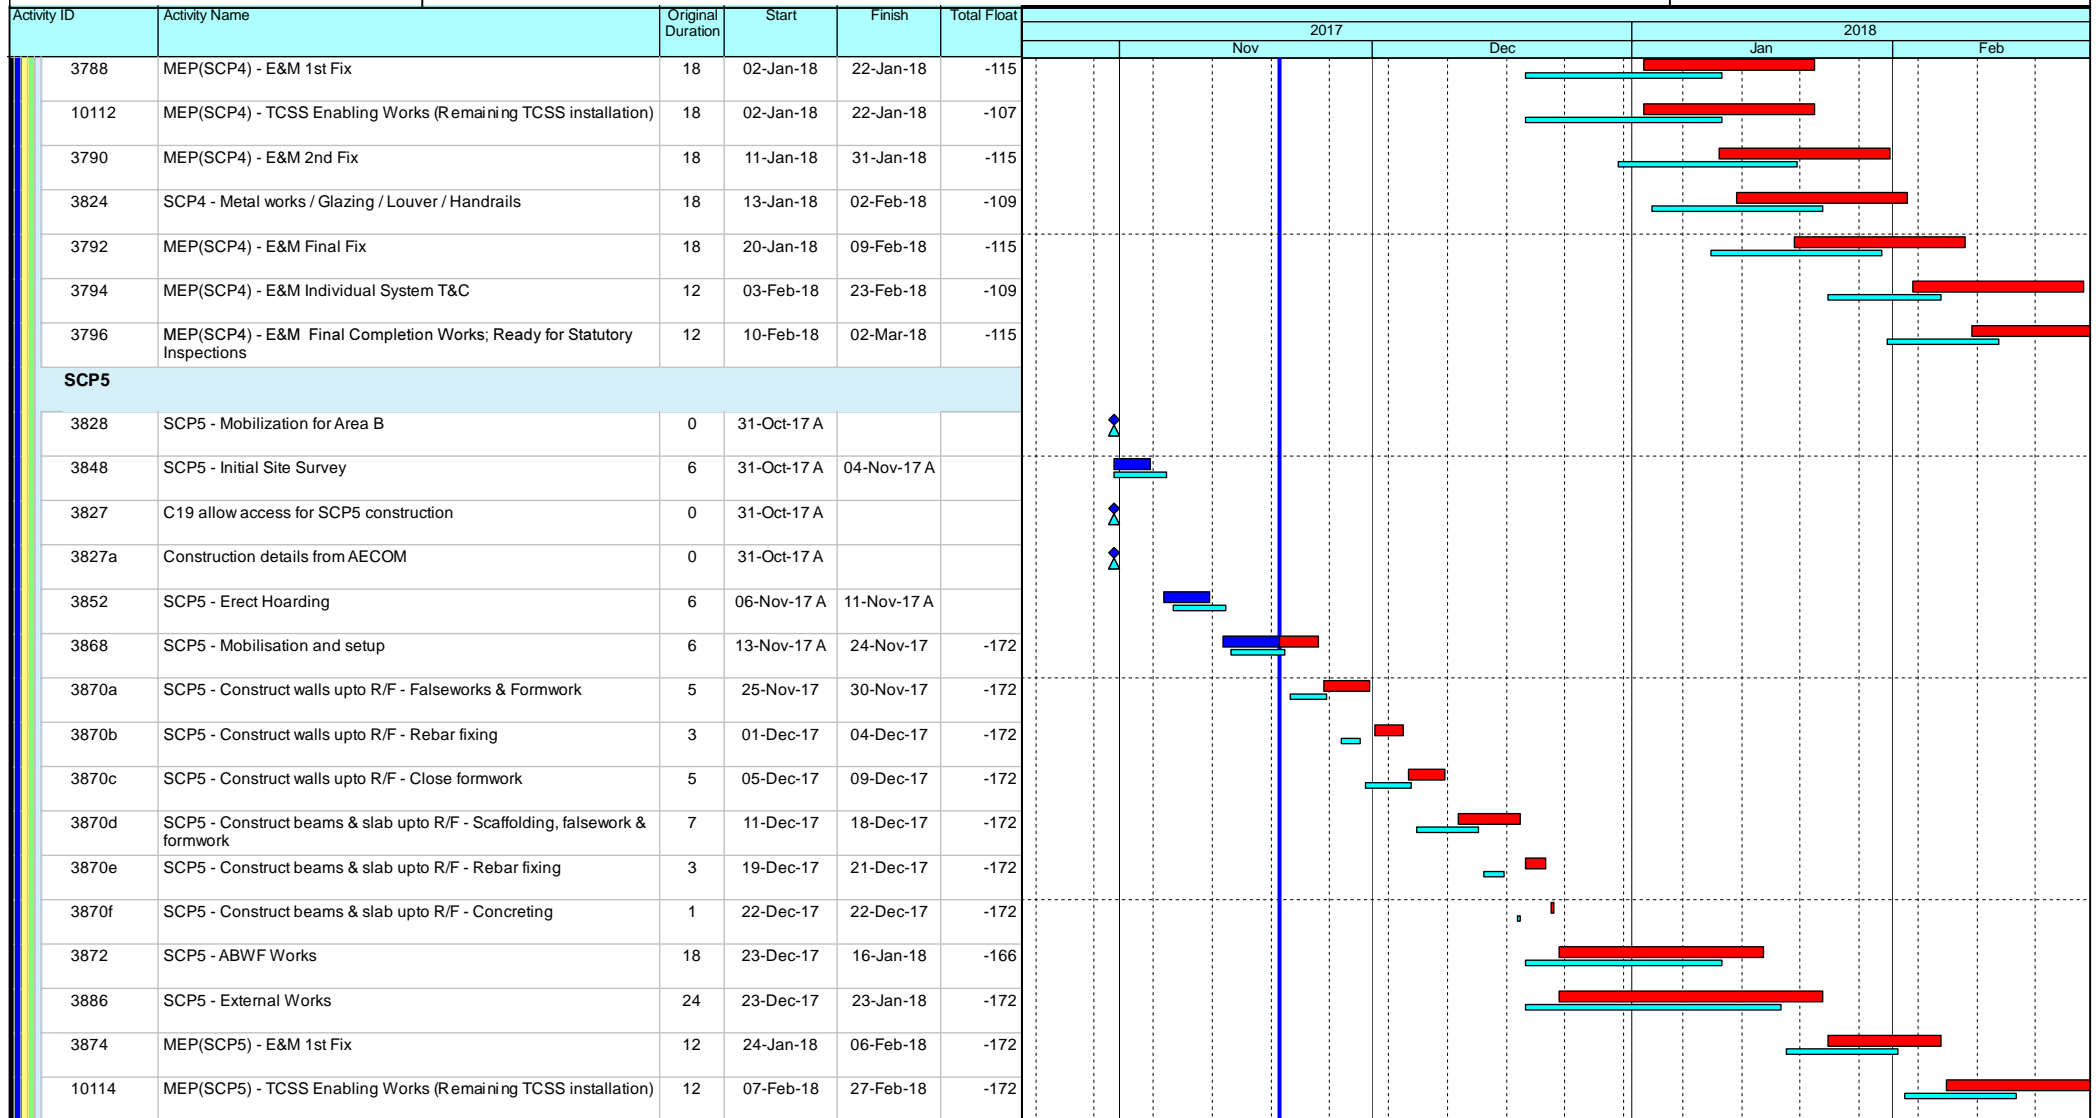 Activity ID Activity Name Original Start Finish Total Float
Duration
2017 2018
Nov Dec Jan Feb
3788 MEP(SCP4) - E&M 1st Fix 18 02-Jan-18 22-Jan-18 -115
10112 MEP(SCP4) - TCSS Enabling Works (Remaining TCSS installation) 18 02-Jan-18 22-Jan-18 -107
3790 MEP(SCP4) - E&M 2nd Fix 18 11-Jan-18 31-Jan-18 -115
3824 SCP4 - Metal works / Glazing / Louver / Handrails 18 13-Jan-18 02-Feb-18 -109
3792 MEP(SCP4) - E&M Final Fix 18 20-Jan-18 09-Feb-18 -115
3794 MEP(SCP4) - E&M Individual System T&C 12 03-Feb-18 23-Feb-18 -109
3796 MEP(SCP4) - E&M Final Completion Works; Ready for Statutory 12 10-Feb-18 02-Mar-18 -115
Inspections
SCP5
3828 SCP5 - Mobilization for Area B 0 31-Oct-17 A
3848 SCP5 - Initial Site Survey 6 31-Oct-17 A 04-Nov-17 A
3827 C19 allow access for SCP5 construction 0 31-Oct-17 A
3827a Construction details from AECOM 0 31-Oct-17 A
3852 SCP5 - Erect Hoarding 6 06-Nov-17 A 11-Nov-17 A
3868 SCP5 - Mobilisation and setup 6 13-Nov-17 A 24-Nov-17 -172
3870a SCP5 - Construct walls upto R/F - Falseworks & Formwork 5 25-Nov-17 30-Nov-17 -172
3870b SCP5 - Construct walls upto R/F - Rebar fixing 3 01-Dec-17 04-Dec-17 -172
3870c SCP5 - Construct walls upto R/F - Close formwork 5 05-Dec-17 09-Dec-17 -172
3870d SCP5 - Construct beams & slab upto R/F - Scaffolding, falsework & 7 11-Dec-17 18-Dec-17 -172
formwork
3870e SCP5 - Construct beams & slab upto R/F - Rebar fixing 3 19-Dec-17 21-Dec-17 -172
3870f SCP5 - Construct beams & slab upto R/F - Concreting 1 22-Dec-17 22-Dec-17 -172
3872 SCP5 - ABWF Works 18 23-Dec-17 16-Jan-18 -166
3886 SCP5 - External Works 24 23-Dec-17 23-Jan-18 -172
3874 MEP(SCP5) - E&M 1st Fix 12 24-Jan-18 06-Feb-18 -172
10114 MEP(SCP5) - TCSS Enabling Works (Remaining TCSS installation) 12 07-Feb-18 27-Feb-18 -172